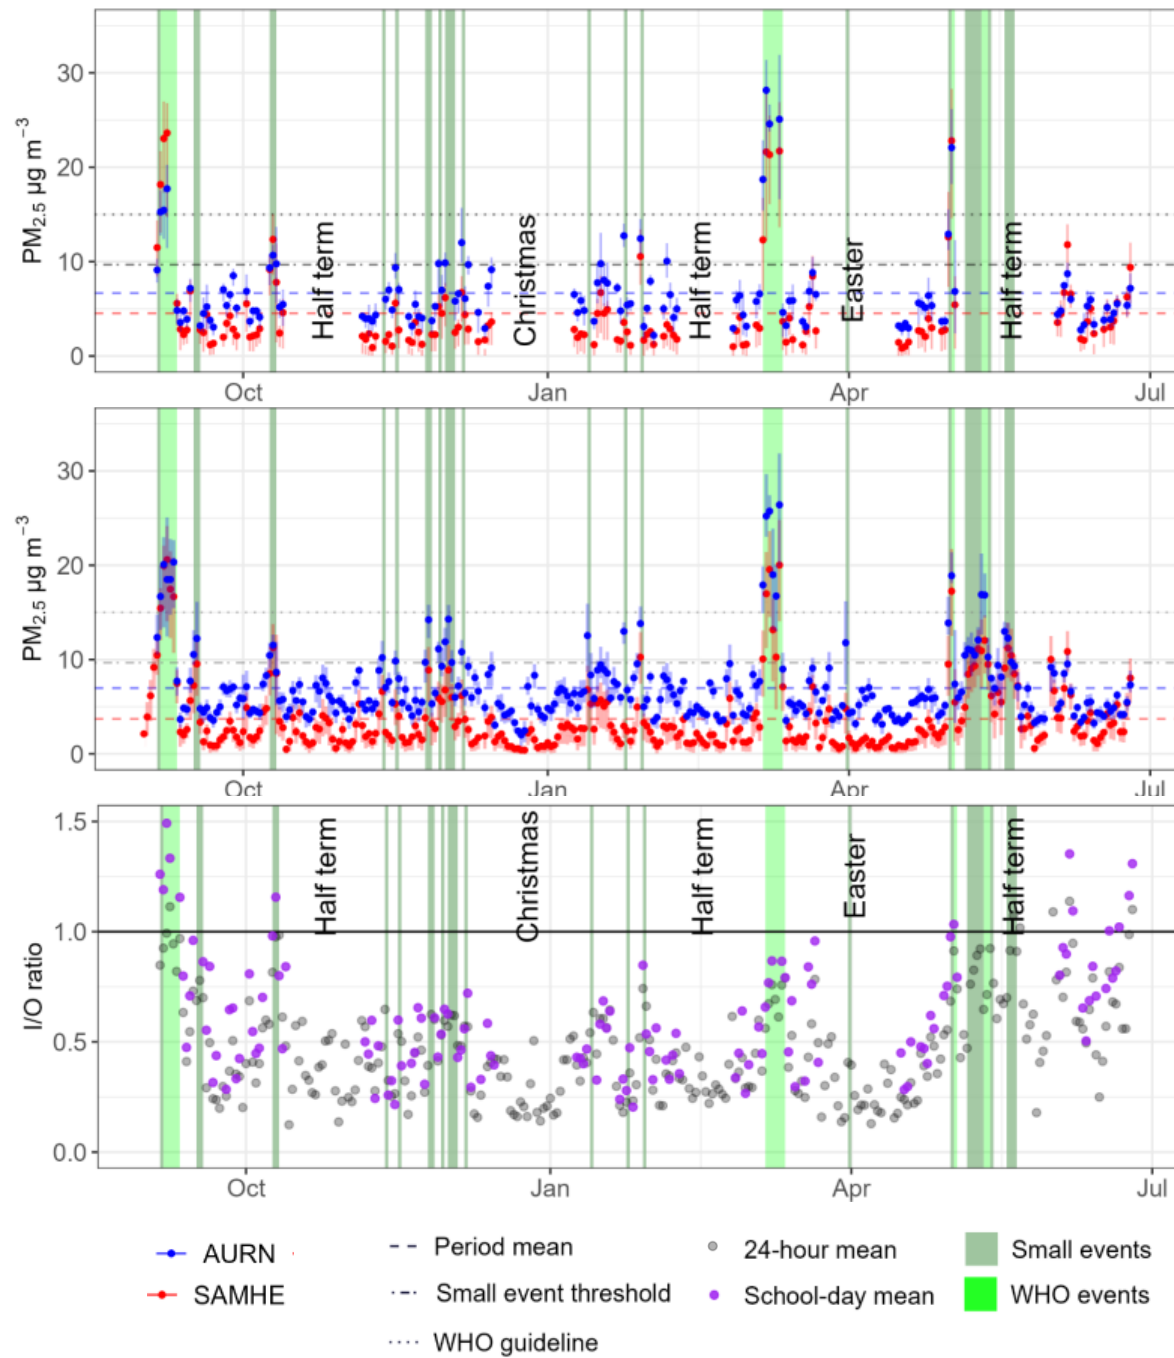 PM2.5 µg m−3
30
20
10
0
Half term
Christmas
Half term
Easter
Half term
Oct
Jan
Apr
Jul
PM2.5 µg m−3
30
20
10
0
Oct
Jan
Apr
Jul
I/O ratio
1.5
1.0
0.5
0.0
Half term
Christmas
Half term
Easter
Half term
Oct
Jan
Apr
Jul
AURN
Period mean
24-hour mean
Small events
SAMHE
Small event threshold
School-day mean
WHO events
WHO guideline